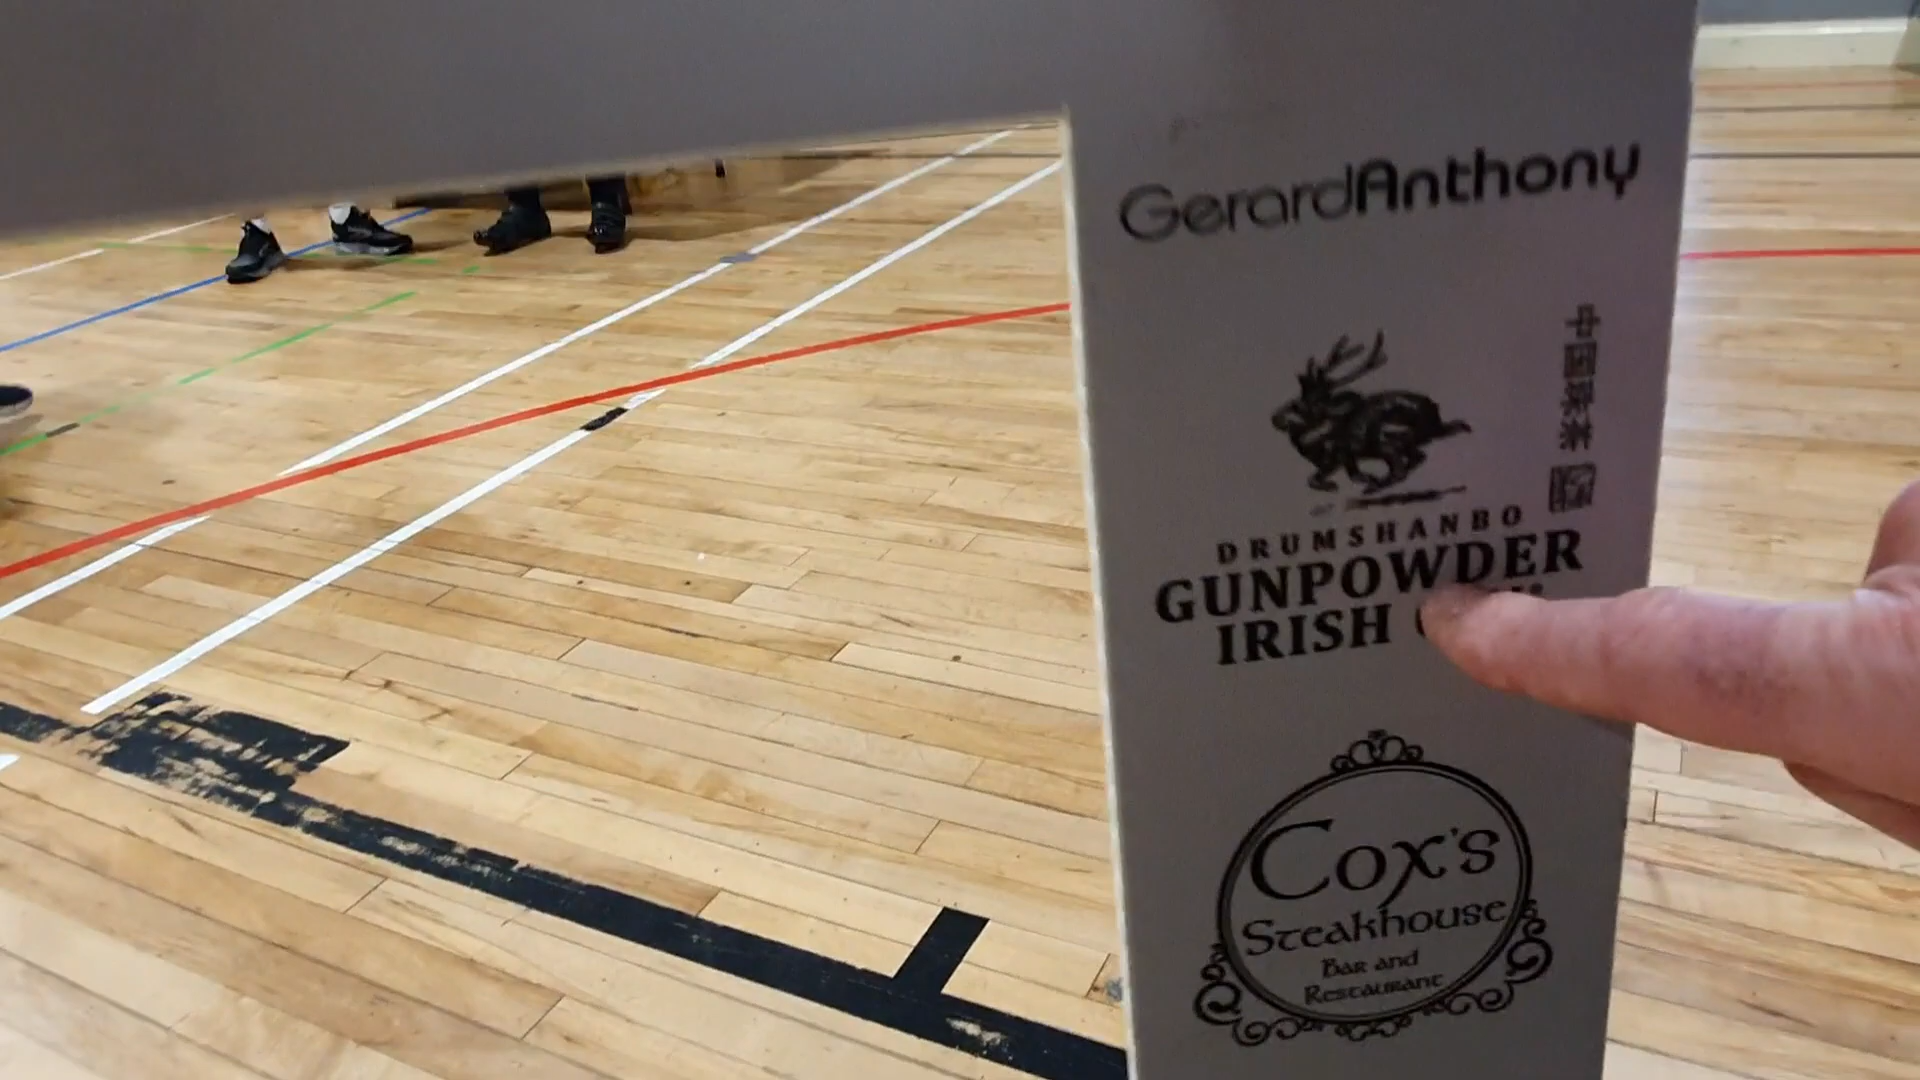 GerardAnthony
DRUMSHANBO
GUNPOWDER
IRISH
Cox's
Steakhouse
Bar and
Restaurant